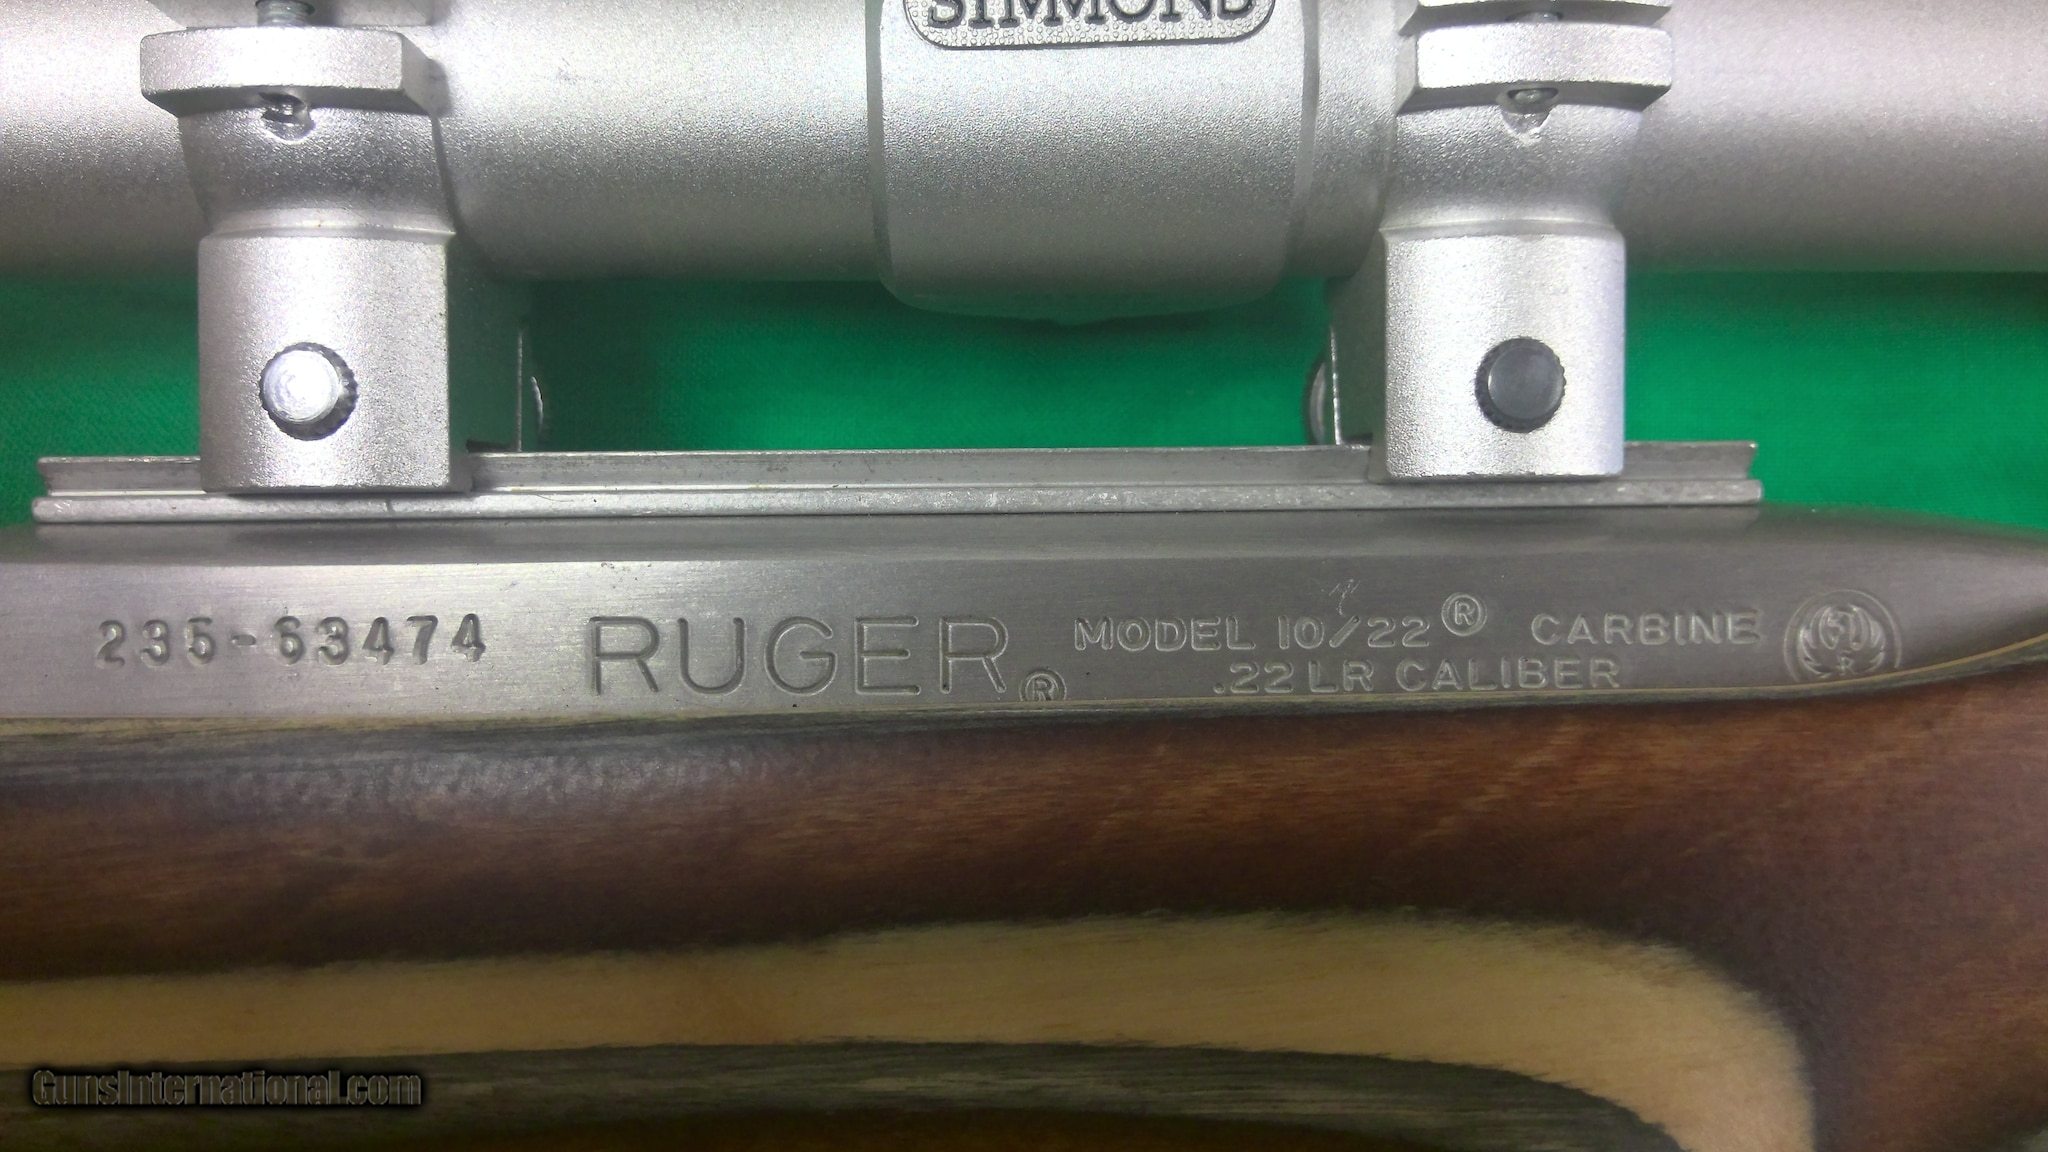 SIMMONS
235-63474
RUGER®
MODEL 10/22® CARBINE
.22 LR CALIBER
GunsInternational.com